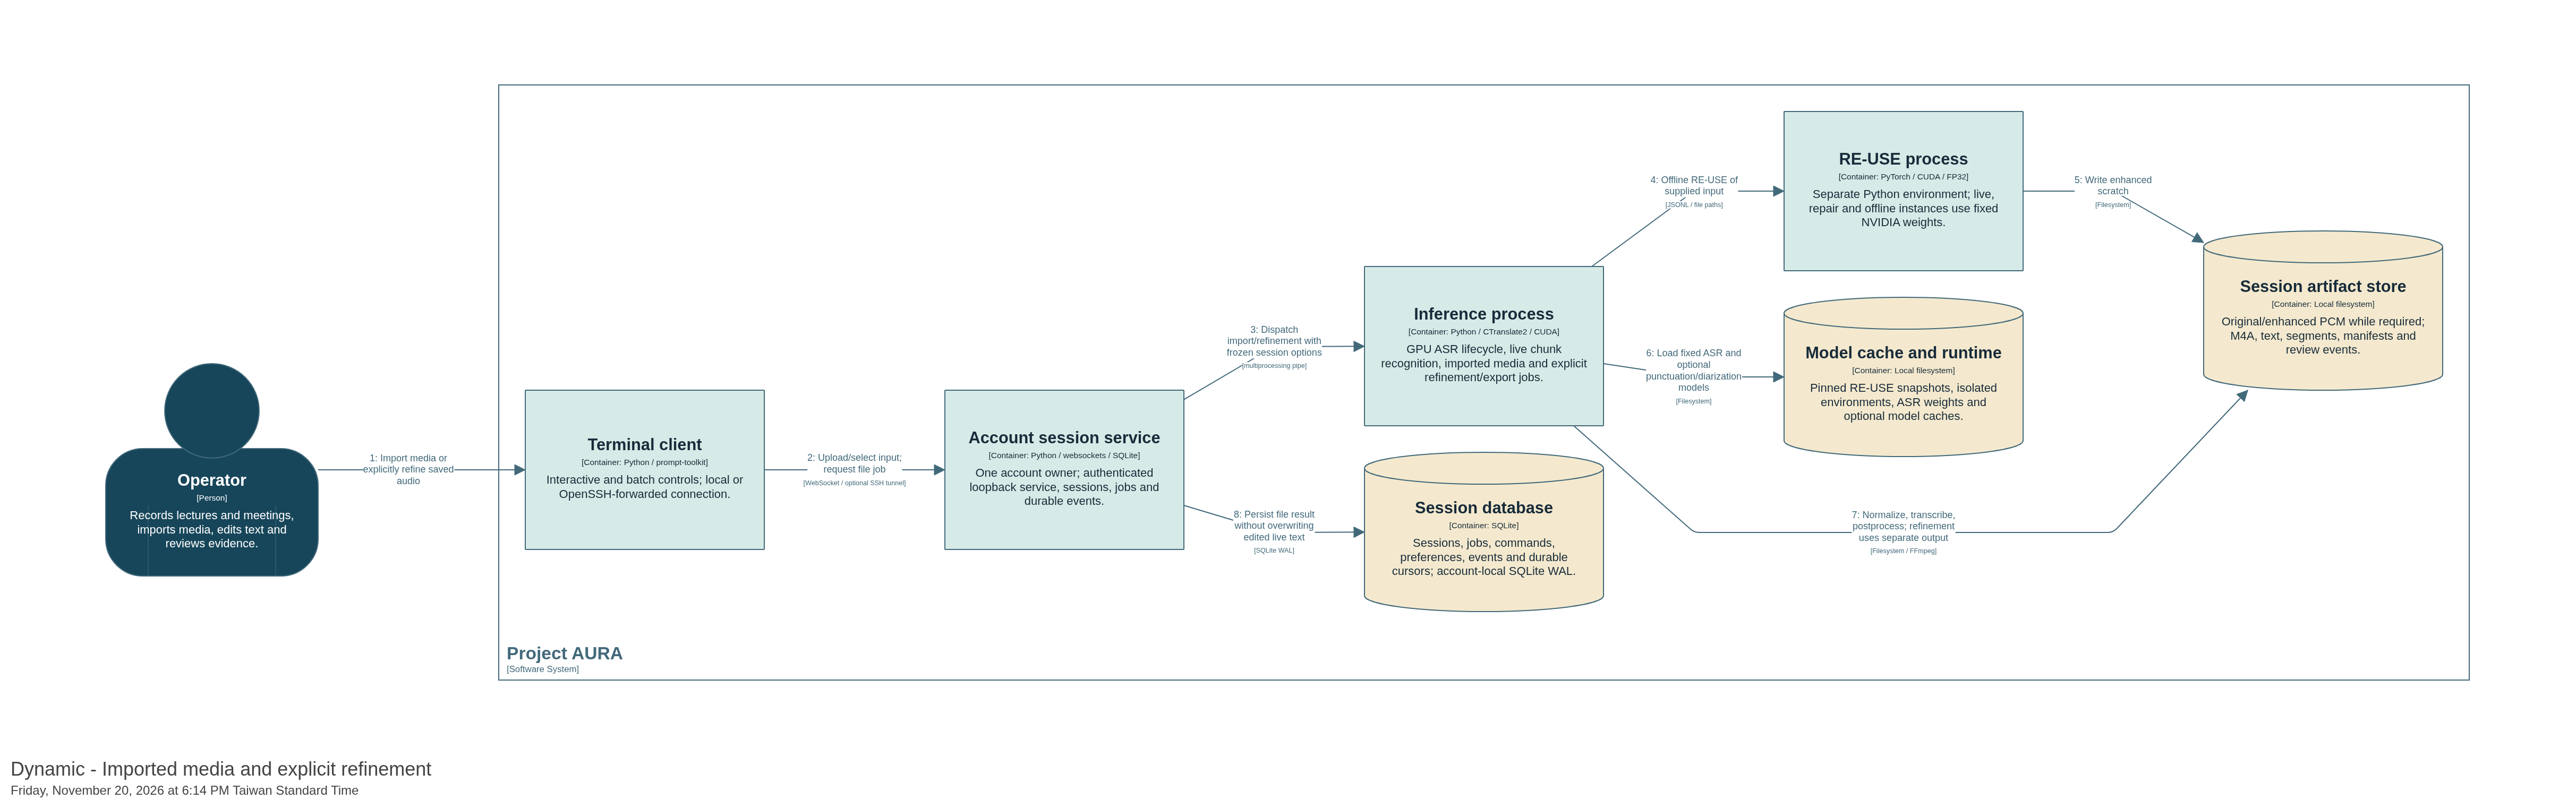 Operator
[Person]
Records lectures and meetings,
imports media, edits text and
reviews evidence.
1: Import media or
explicitly refine saved
audio
Terminal client
[Container: Python / prompt-toolkit]
Interactive and batch controls; local or
OpenSSH-forwarded connection.
2: Upload/select input;
request file job
[WebSocket / optional SSH tunnel]
Account session service
[Container: Python / websockets / SQLite]
One account owner; authenticated
loopback service, sessions, jobs and
durable events.
3: Dispatch
import/refinement with
frozen session options
[multiprocessing pipe]
Inference process
[Container: Python / CTranslate2 / CUDA]
GPU ASR lifecycle, live chunk
recognition, imported media and explicit
refinement/export jobs.
4: Offline RE-USE of
supplied input
[JSONL / file paths]
RE-USE process
[Container: PyTorch / CUDA / FP32]
Separate Python environment; live,
repair and offline instances use fixed
NVIDIA weights.
5: Write enhanced
scratch
[Filesystem]
Session artifact store
[Container: Local filesystem]
Original/enhanced PCM while required;
M4A, text, segments, manifests and
review events.
6: Load fixed ASR and
optional
punctuation/diarization
models
[Filesystem]
Model cache and runtime
[Container: Local filesystem]
Pinned RE-USE snapshots, isolated
environments, ASR weights and
optional model caches.
7: Normalize, transcribe,
postprocess; refinement
uses separate output
[Filesystem / FFmpeg]
8: Persist file result
without overwriting
edited live text
[SQLite WAL]
Session database
[Container: SQLite]
Sessions, jobs, commands,
preferences, events and durable
cursors; account-local SQLite WAL.
Project AURA
[Software System]
Dynamic - Imported media and explicit refinement
Friday, November 20, 2026 at 6:14 PM Taiwan Standard Time